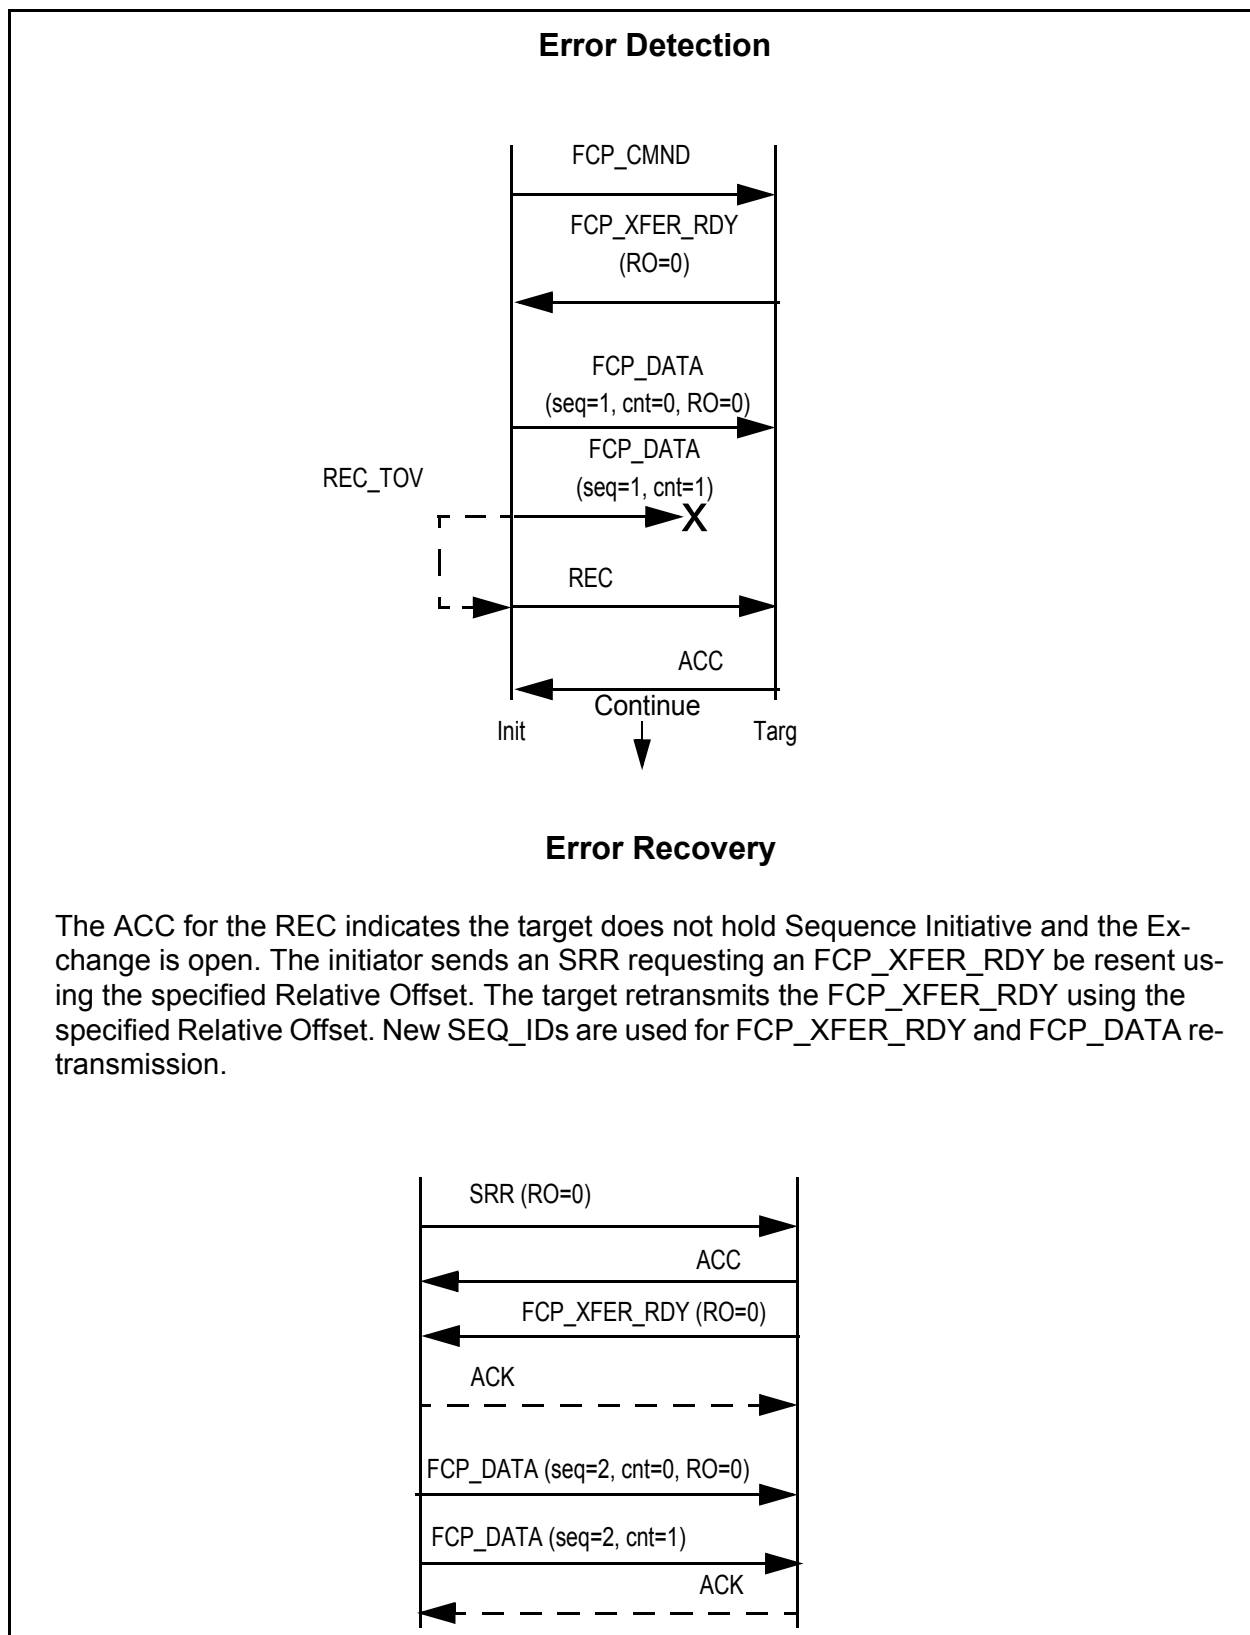 Error Detection
FCP_CMND
FCP_XFER_RDY
(RO=0)
FCP_DATA
(seq=1, cnt=0, RO=0)
FCP_DATA
REC_TOV
(seq=1, cnt=1)
X
REC
ACC
Continue
Init
Targ
Error Recovery
The ACC for the REC indicates the target does not hold Sequence Initiative and the Ex-
change is open. The initiator sends an SRR requesting an FCP_XFER_RDY be resent us-
ing the specified Relative Offset. The target retransmits the FCP_XFER_RDY using the
specified Relative Offset. New SEQ_IDs are used for FCP_XFER_RDY and FCP_DATA re-
transmission.
SRR (RO=0)
ACC
FCP_XFER_RDY (RO=0)
ACK
FCP_DATA (seq=2, cnt=0, RO=0)
FCP_DATA (seq=2, cnt=1)
ACK